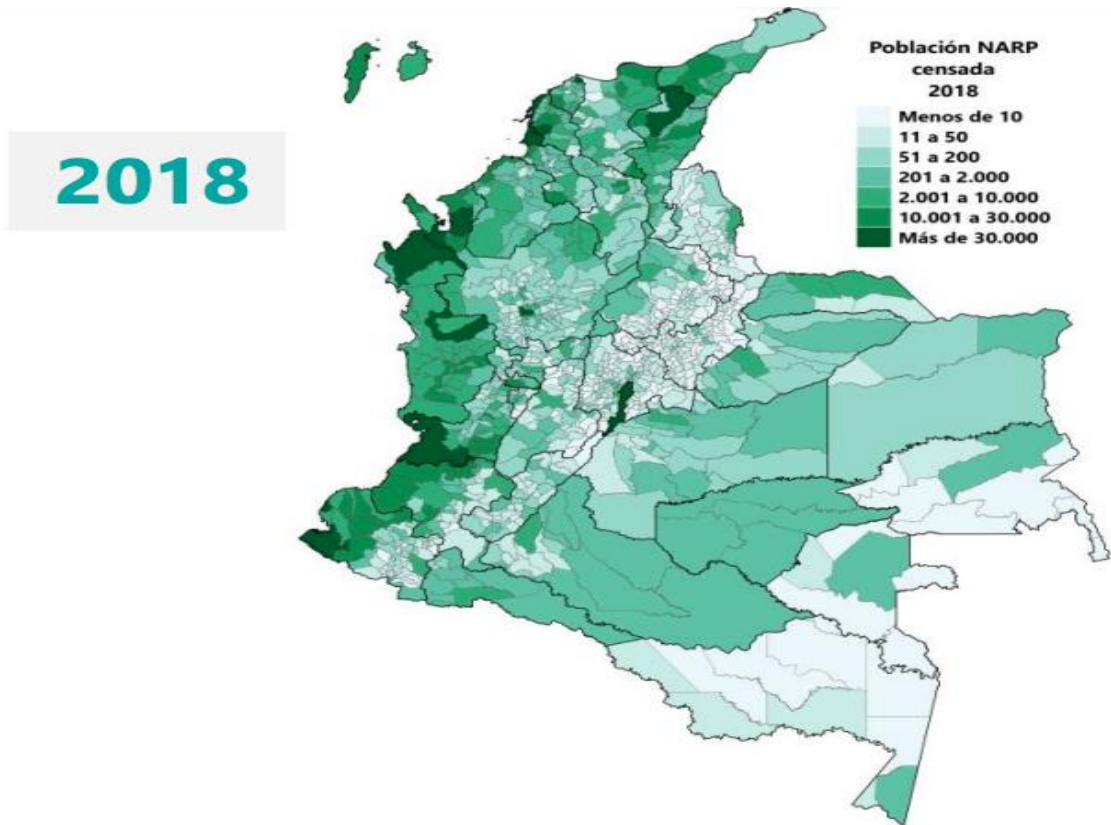 2018
Población NARP
censada
2018
Menos de 10
11 a 50
51 a 200
201 a 2.000
2.001 a 10.000
10.001 a 30.000
Más de 30.000